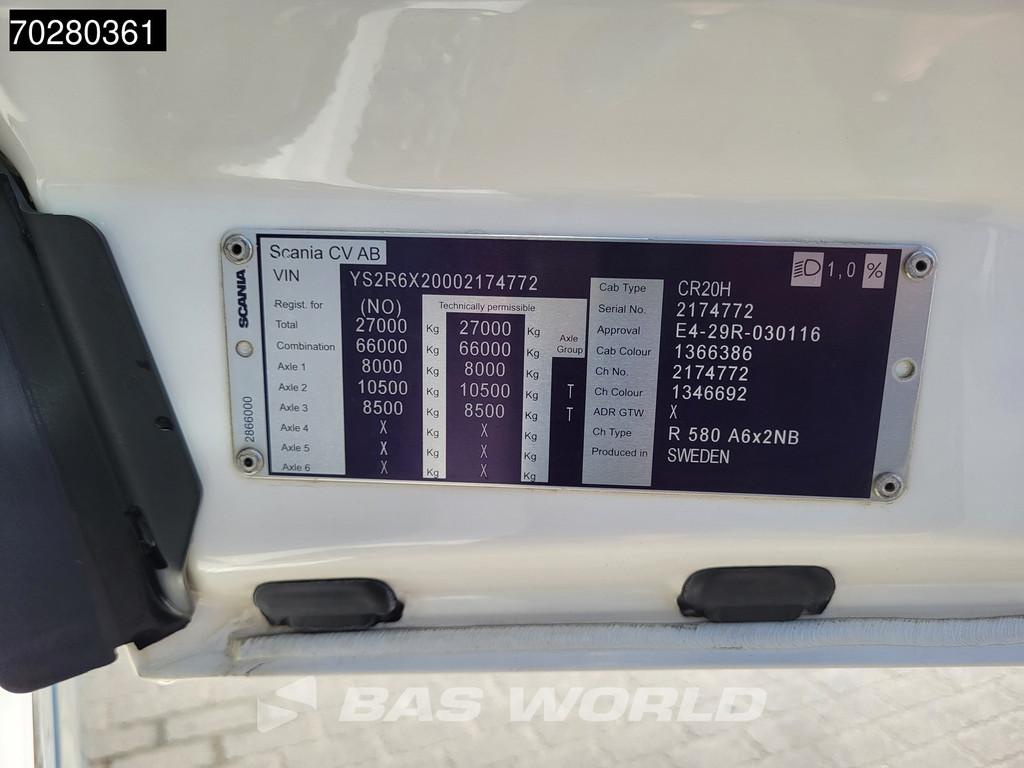 70280361
Scania CV AB
VIN YS2R6X20002174772
Regist. for (NO) Technically permissible
Total 27000 Kg 27000 Kg Axle Group
Combination 66000 Kg 66000 Kg
Axle 1 8000 Kg 8000 Kg
Axle 2 10500 Kg 10500 Kg T
Axle 3 8500 Kg 8500 Kg T
Axle 4 X Kg X Kg
Axle 5 X Kg X Kg
Axle 6 X Kg X Kg
1,0 %
Cab Type CR20H
Serial No. 2174772
Approval E4-29R-030116
Cab Colour 1366386
Ch No. 2174772
Ch Colour 1346692
ADR GTW X
Ch Type R 580 A6x2NB
Produced in SWEDEN
SCANIA
2866000
BAS WORLD